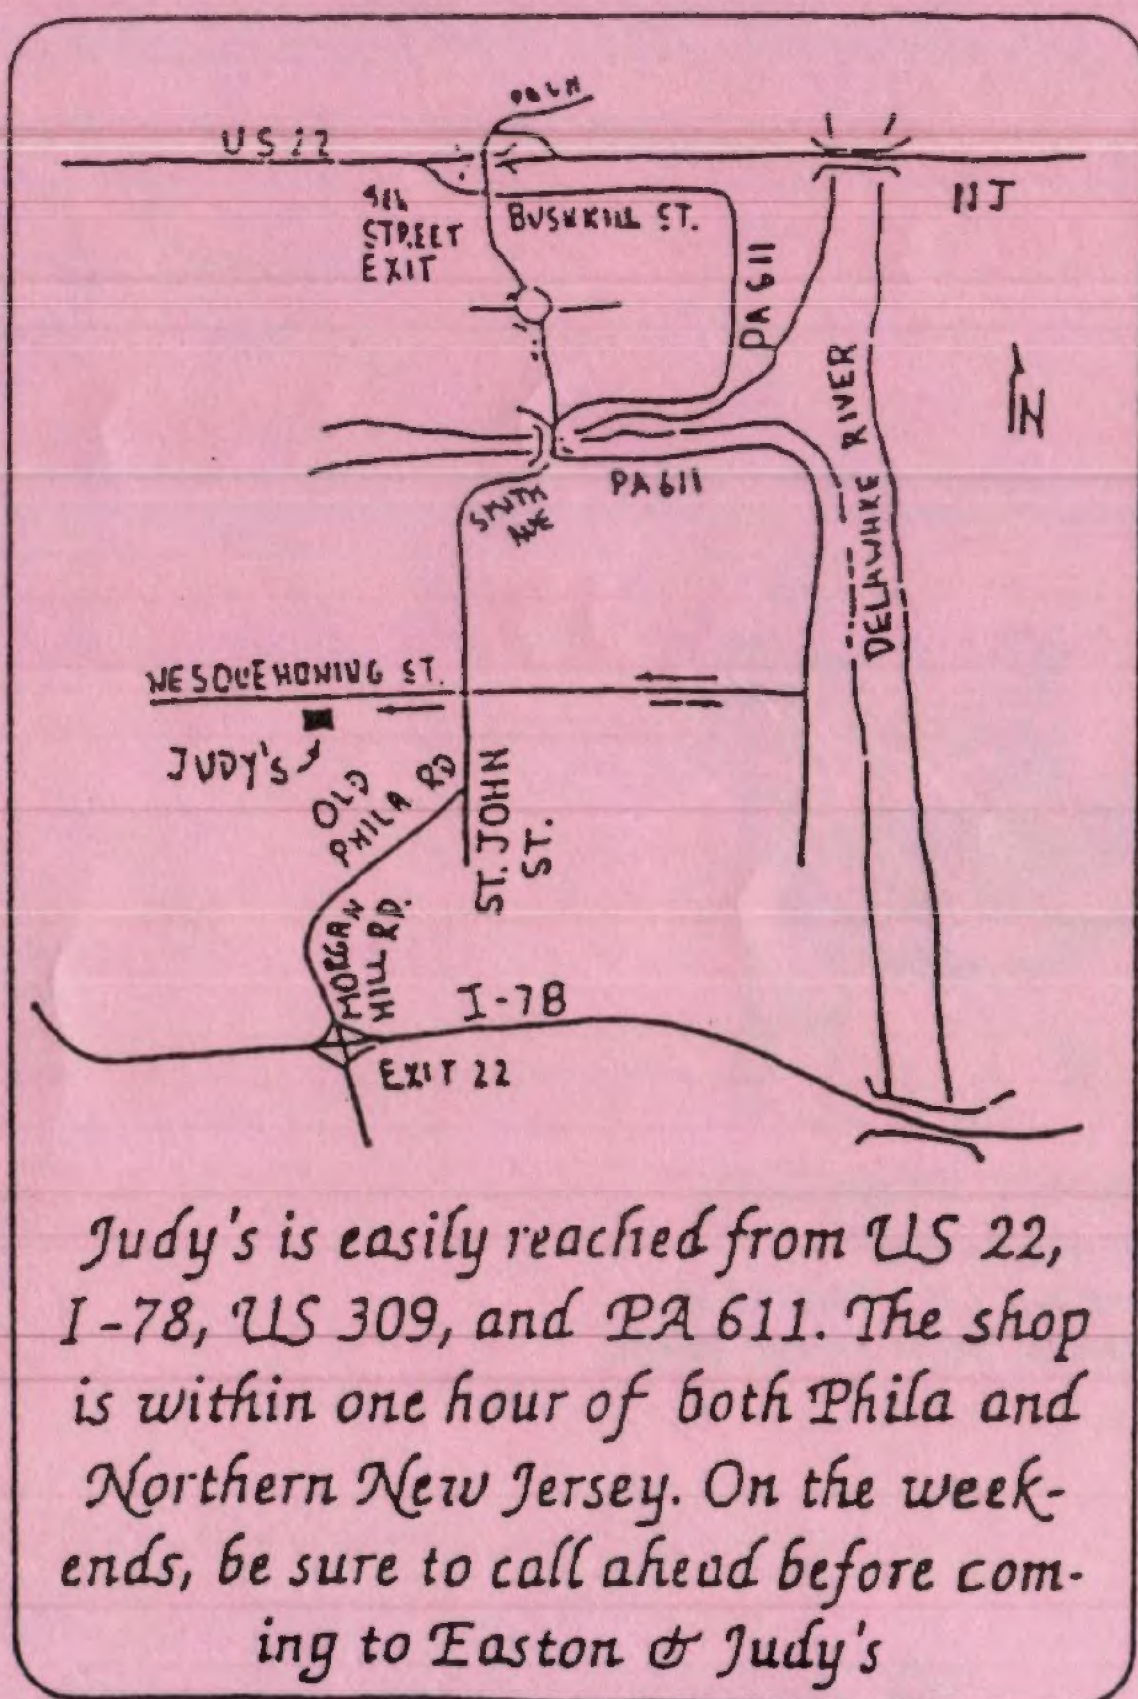 US 22
NJ
4th
STREET
EXIT
BUSHKILL ST.
PA 611
DELAWARE RIVER
N
SMITH
AVE
PA 611
NESQUEHONING ST.
JUDY'S
OLD
PHILA RD
ST. JOHN
ST.
MORGAN
HILL RD.
I-78
EXIT 22
Judy's is easily reached from US 22,
I-78, US 309, and PA 611. The shop
is within one hour of both Phila and
Northern New Jersey. On the week-
ends, be sure to call ahead before com-
ing to Easton & Judy's